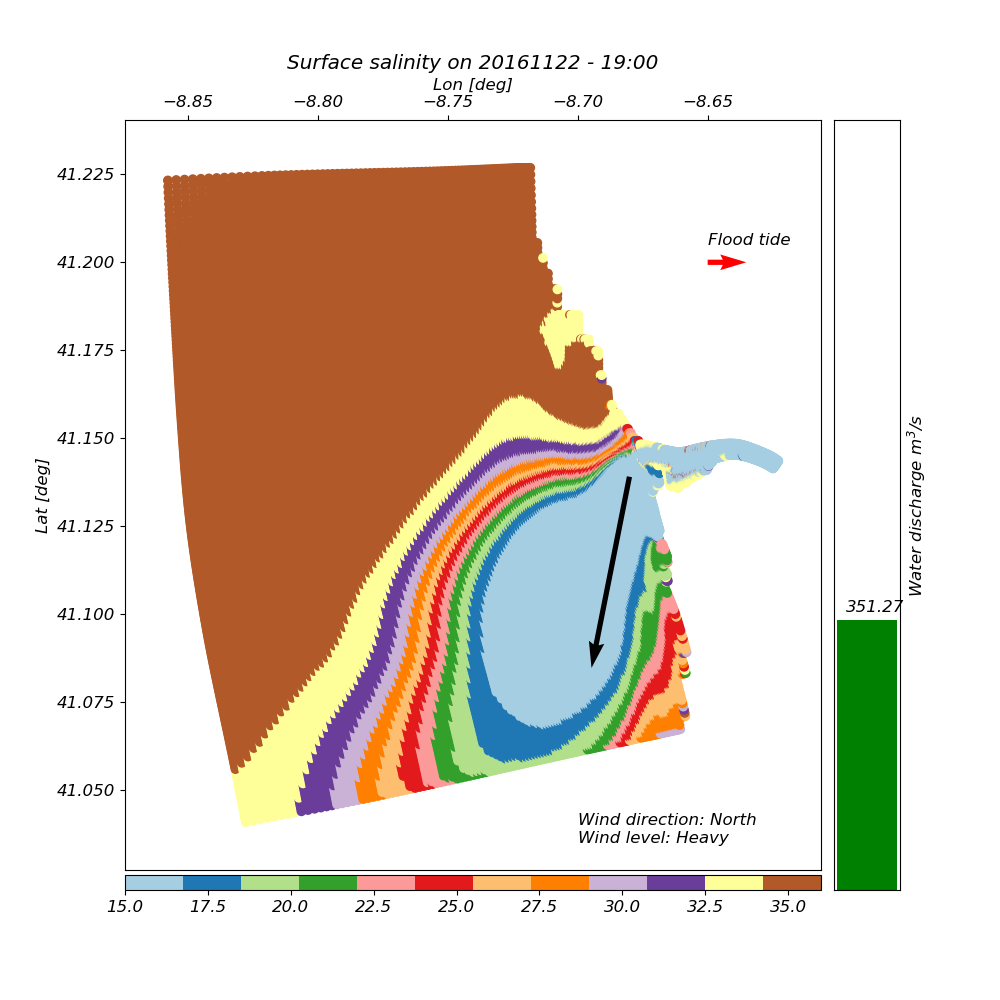 Surface salinity on 20161122 - 19:00
Lon [deg]
−8.85 −8.80 −8.75 −8.70 −8.65
41.225
41.200
41.175
41.150
41.125
41.100
41.075
41.050
Lat [deg]
Flood tide
Wind direction: North
Wind level: Heavy
15.0 17.5 20.0 22.5 25.0 27.5 30.0 32.5 35.0
351.27
Water discharge m³/s